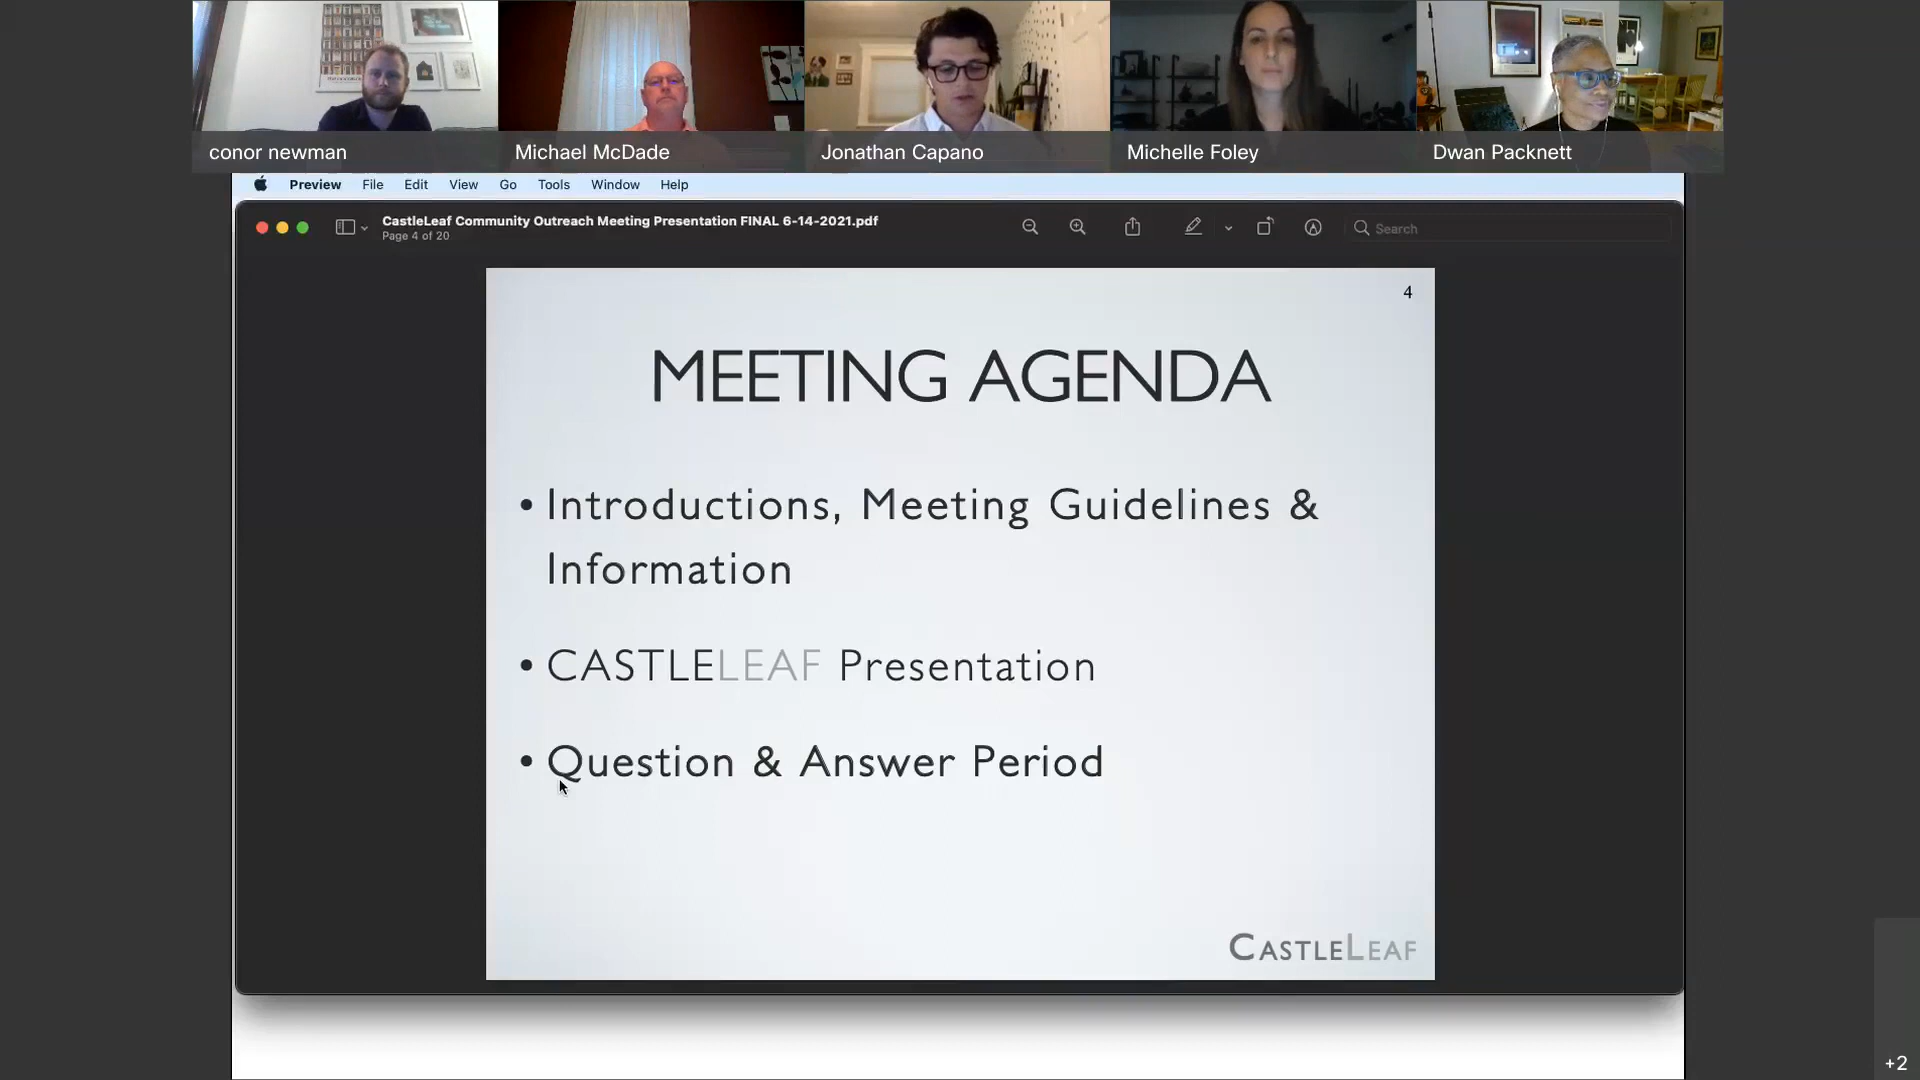 conor newman
Michael McDade
Jonathan Capano
Michelle Foley
Dwan Packnett
Preview File Edit View Go Tools Window Help
CastleLeaf Community Outreach Meeting Presentation FINAL 6-14-2021.pdf
Page 4 of 20
Search
4
MEETING AGENDA
• Introductions, Meeting Guidelines &
Information
• CASTLELEAF Presentation
• Question & Answer Period
CASTLELEAF
+2